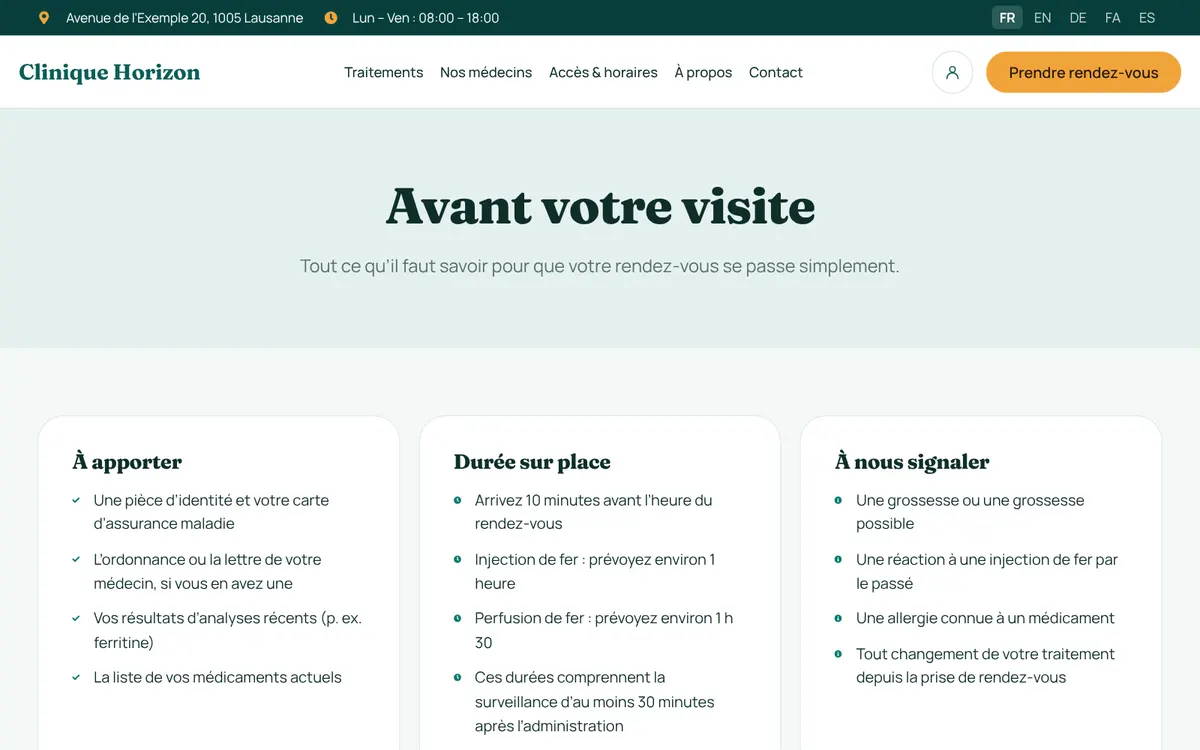 Avenue de l'Exemple 20, 1005 Lausanne
Lun – Ven : 08:00 – 18:00
FR EN DE FA ES
Clinique Horizon
Traitements Nos médecins Accès & horaires À propos Contact
Prendre rendez-vous
Avant votre visite
Tout ce qu'il faut savoir pour que votre rendez-vous se passe simplement.
À apporter
Une pièce d'identité et votre carte
d'assurance maladie
L'ordonnance ou la lettre de votre
médecin, si vous en avez une
Vos résultats d'analyses récents (p. ex.
ferritine)
La liste de vos médicaments actuels
Durée sur place
Arrivez 10 minutes avant l'heure du
rendez-vous
Injection de fer : prévoyez environ 1
heure
Perfusion de fer : prévoyez environ 1 h
30
Ces durées comprennent la
surveillance d'au moins 30 minutes
après l'administration
À nous signaler
Une grossesse ou une grossesse
possible
Une réaction à une injection de fer par
le passé
Une allergie connue à un médicament
Tout changement de votre traitement
depuis la prise de rendez-vous